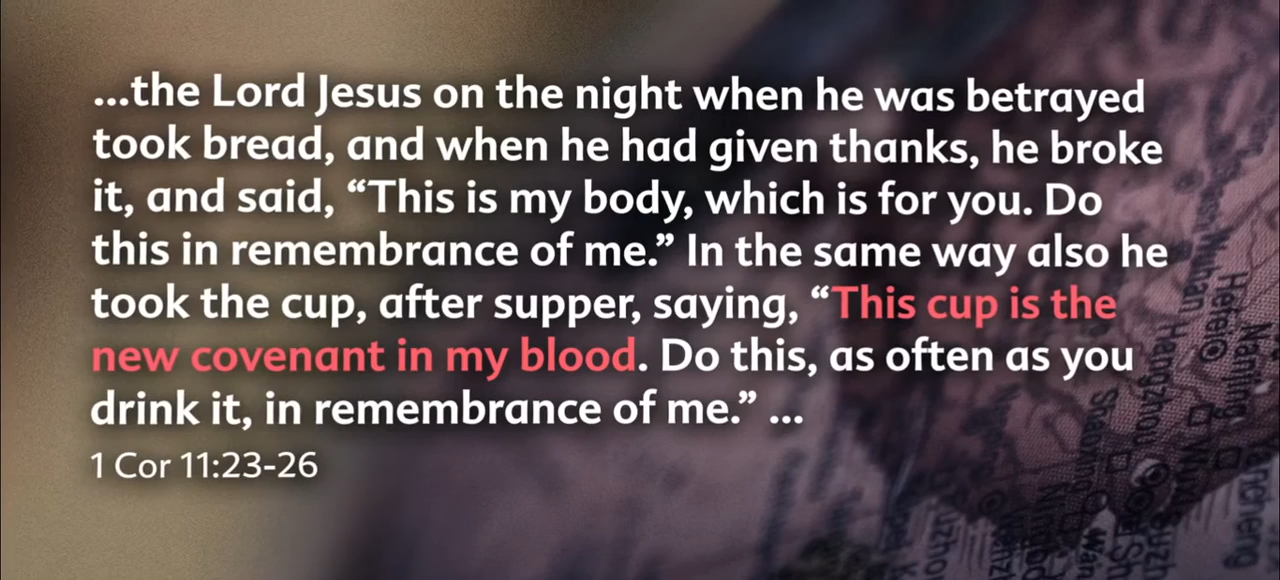 ...the Lord Jesus on the night when he was betrayed
took bread, and when he had given thanks, he broke
it, and said, “This is my body, which is for you. Do
this in remembrance of me.” In the same way also he
took the cup, after supper, saying, “This cup is the
new covenant in my blood. Do this, as often as you
drink it, in remembrance of me.” ...
1 Cor 11:23-26
Nanjing